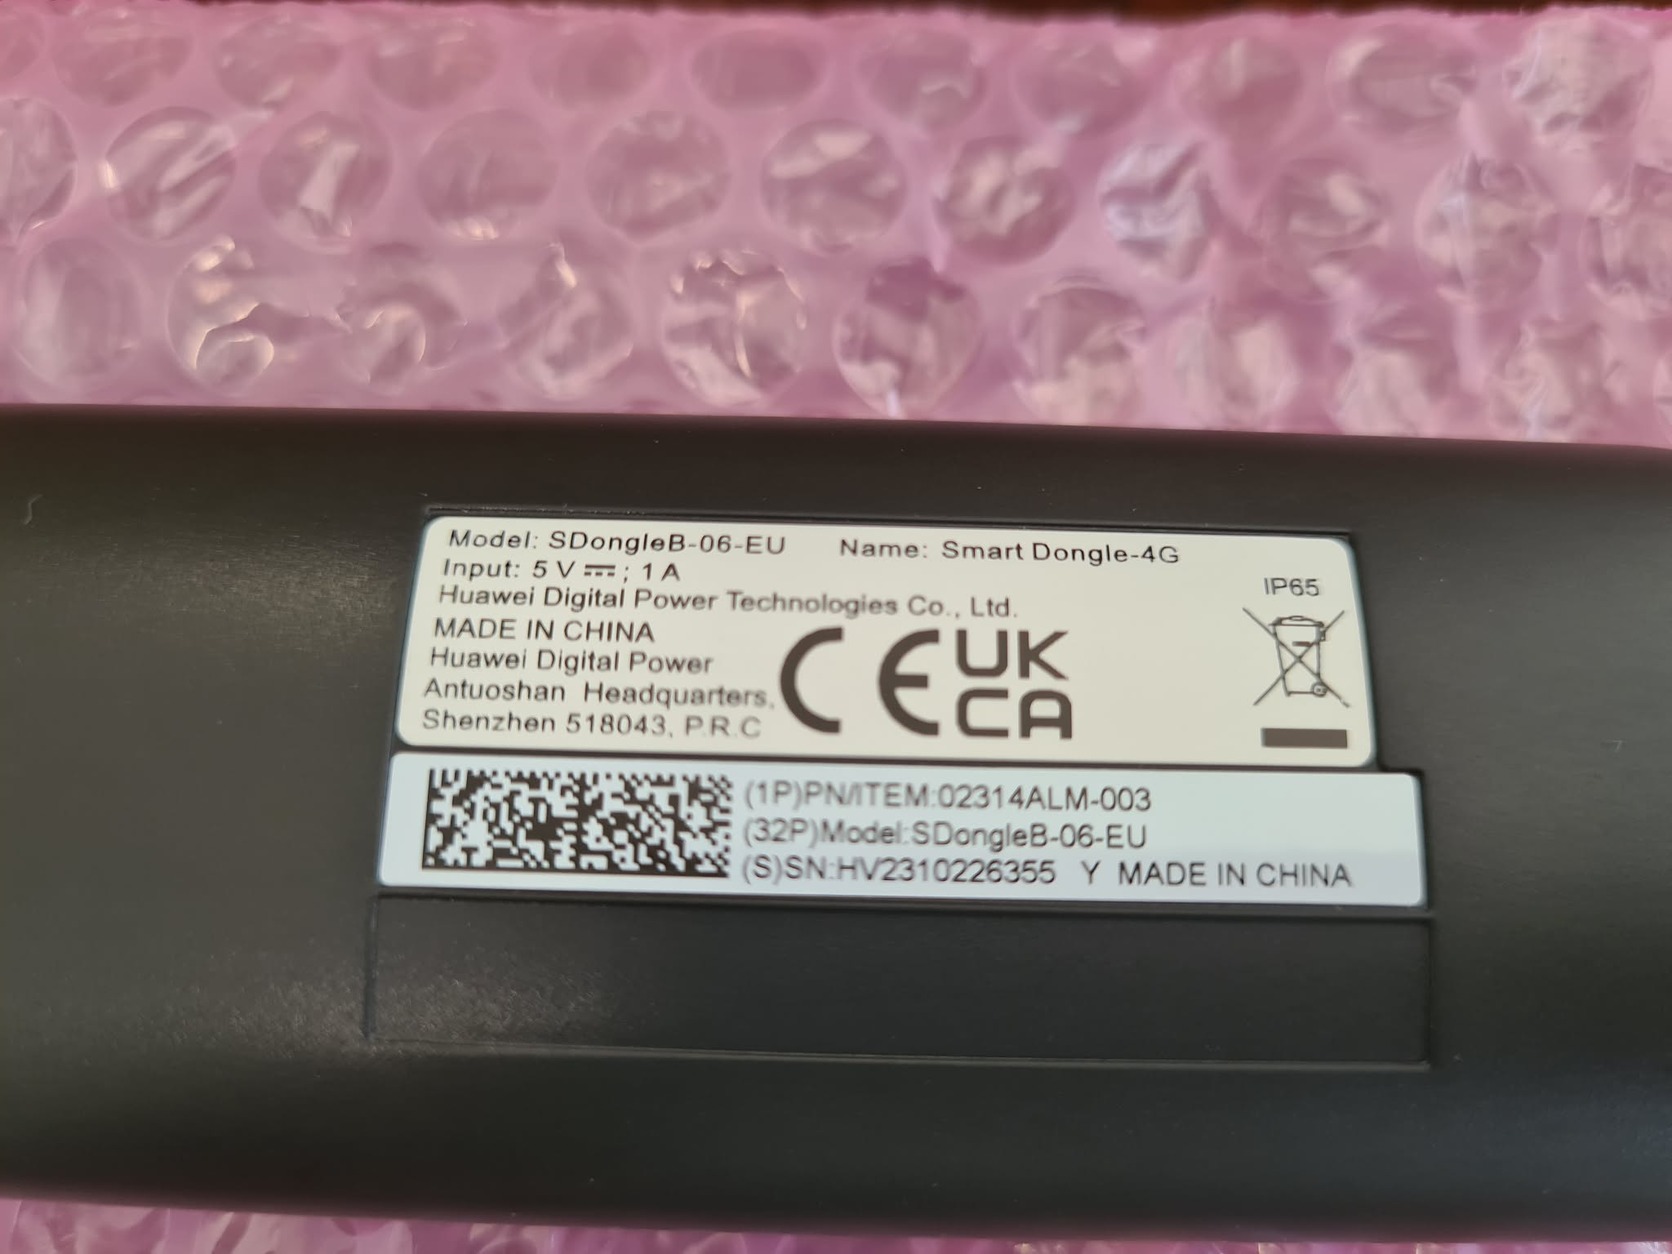 Model: SDongleB-06-EU Name: Smart Dongle-4G
Input: 5 V ⎓ ; 1 A
IP65
Huawei Digital Power Technologies Co., Ltd.
MADE IN CHINA
Huawei Digital Power
Antuoshan Headquarters,
Shenzhen 518043, P.R.C
CE UK
CA
(1P)PN/ITEM:02314ALM-003
(32P)Model:SDongleB-06-EU
(S)SN:HV2310226355 Y MADE IN CHINA